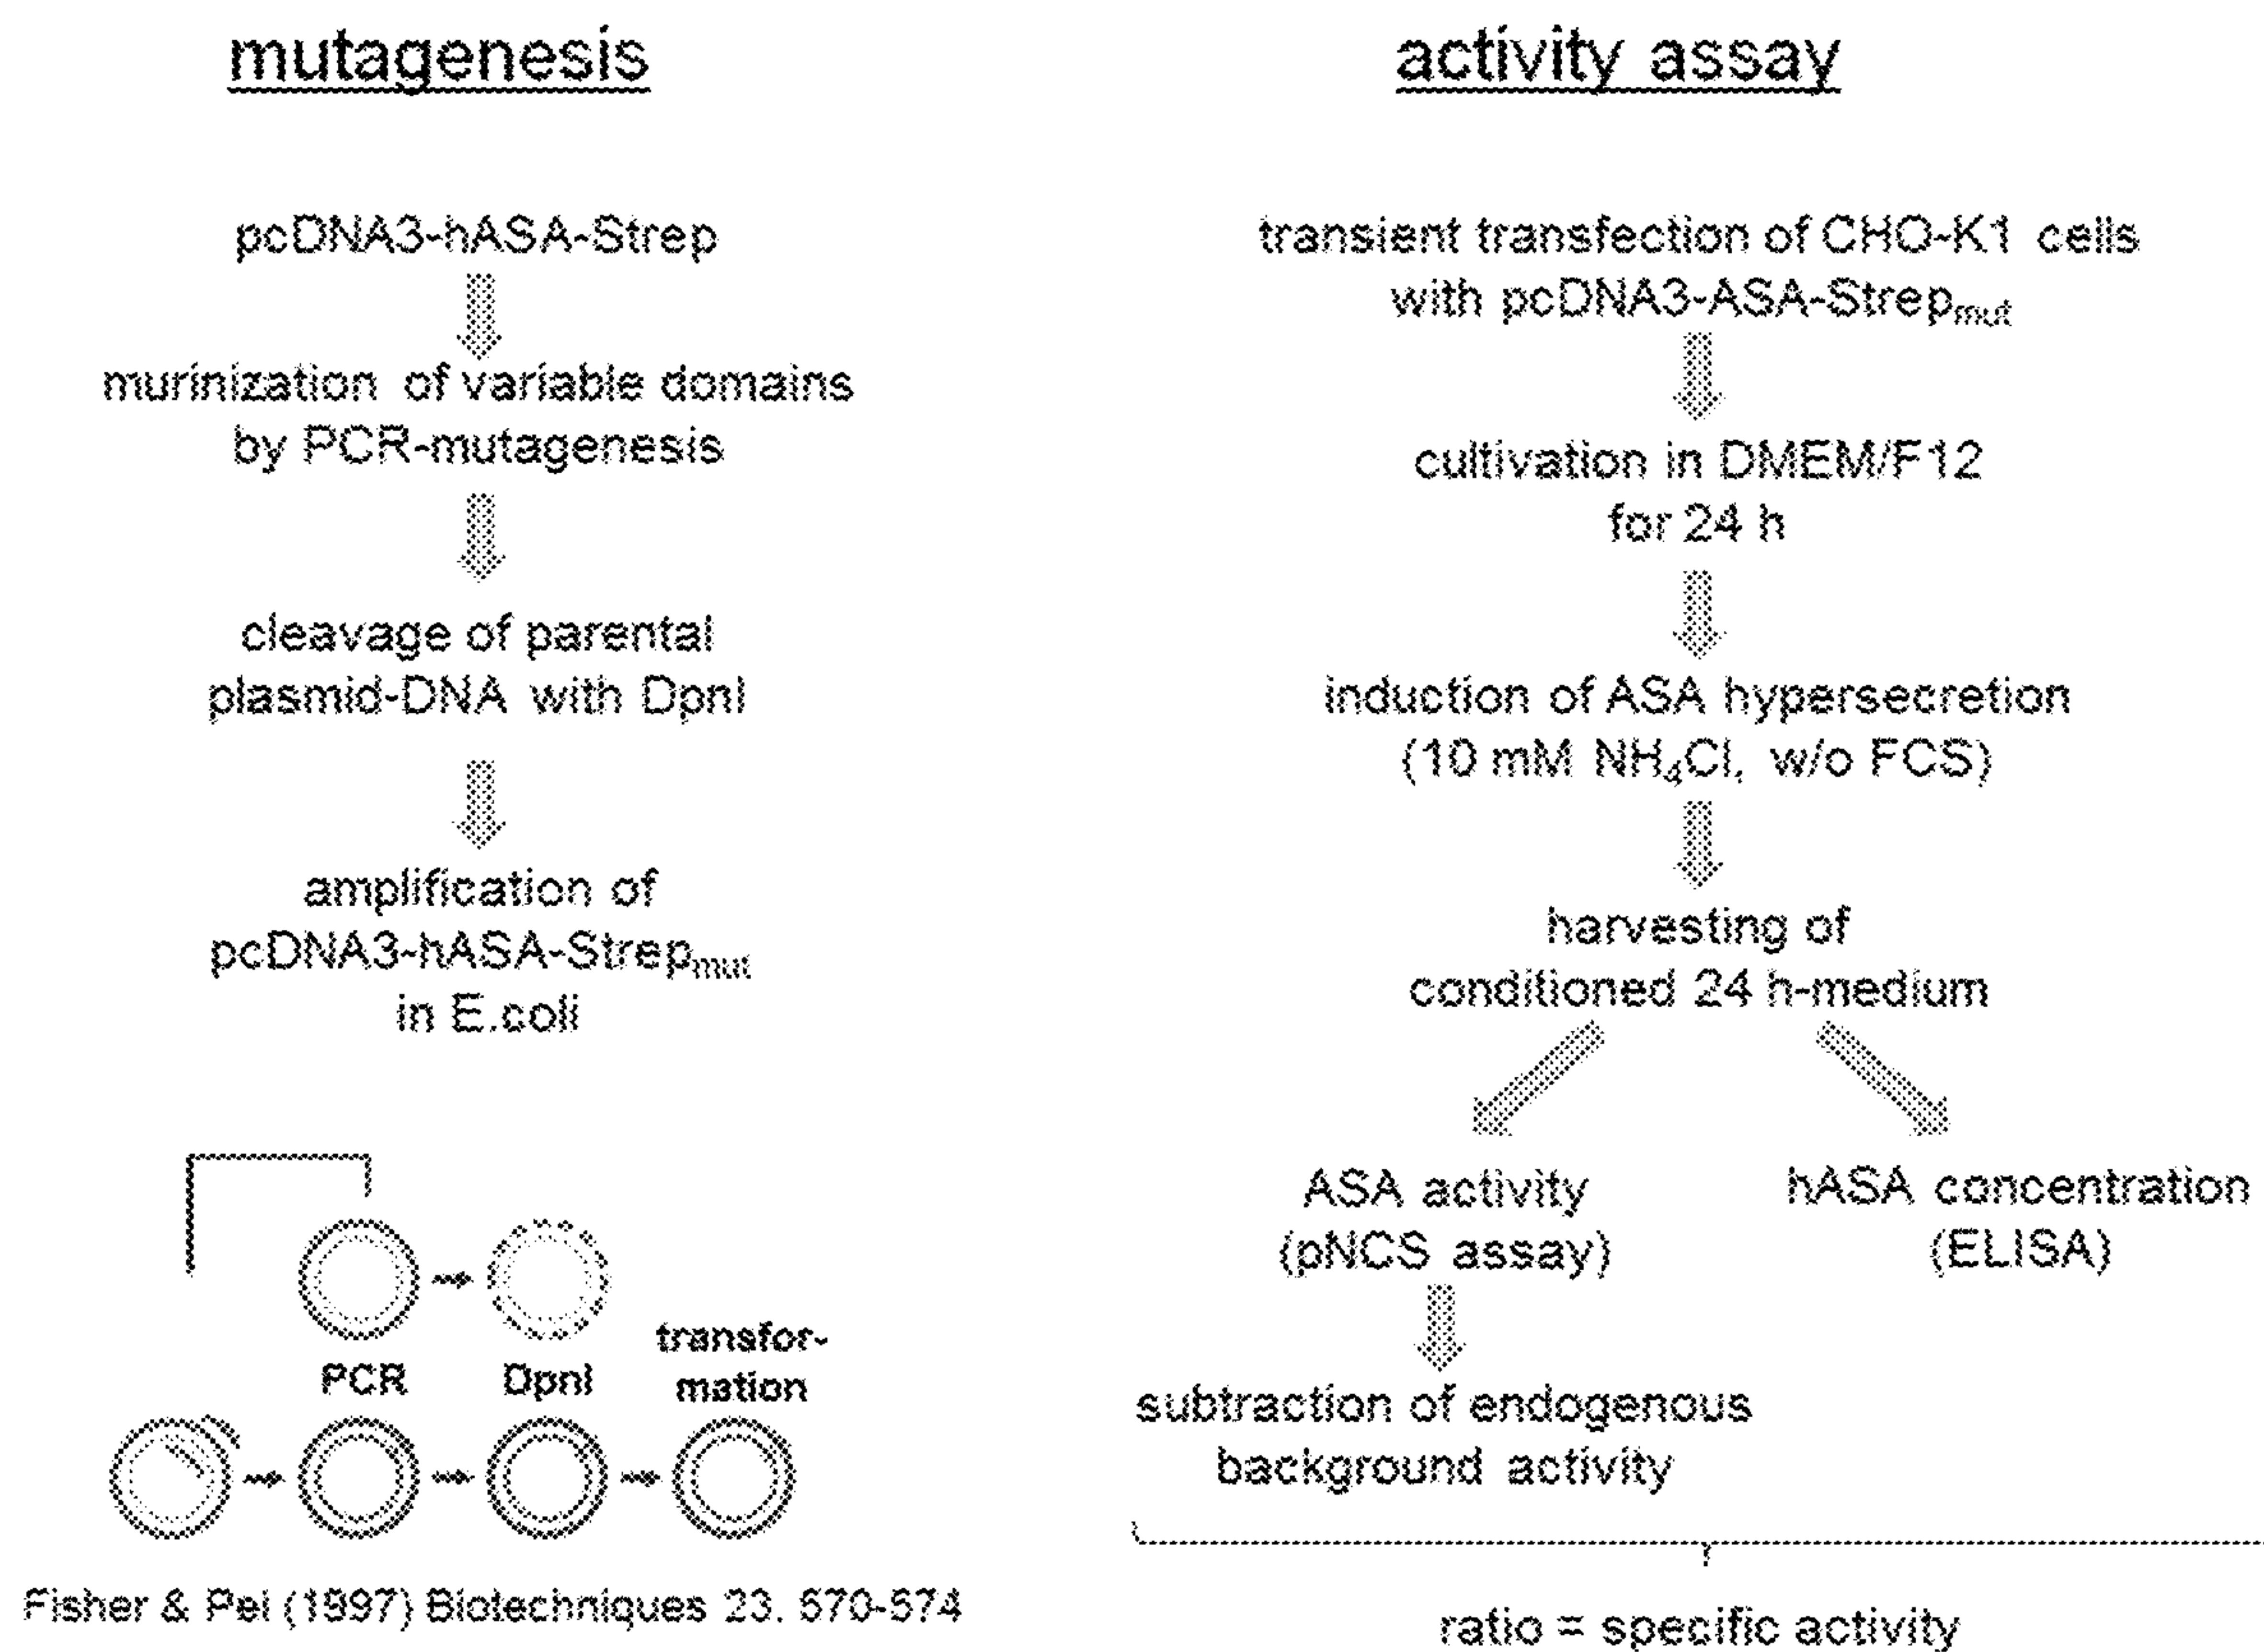 mutagenesis
pcDNA3-hASA-Strep
murinization of variable domains
by PCR-mutagenesis
cleavage of parental
plasmid-DNA with DpnI
amplification of
pcDNA3-hASA-Strepmut
in E.coli
PCR
DpnI
transfor-
mation
Fisher & Pei (1997) Biotechniques 23. 570-574
activity assay
transient transfection of CHO-K1 cells
with pcDNA3-ASA-Strepmut
cultivation in DMEM/F12
for 24 h
induction of ASA hypersecretion
(10 mM NH₄Cl, w/o FCS)
harvesting of
conditioned 24 h-medium
ASA activity
(pNCS assay)
hASA concentration
(ELISA)
subtraction of endogenous
background activity
ratio = specific activity